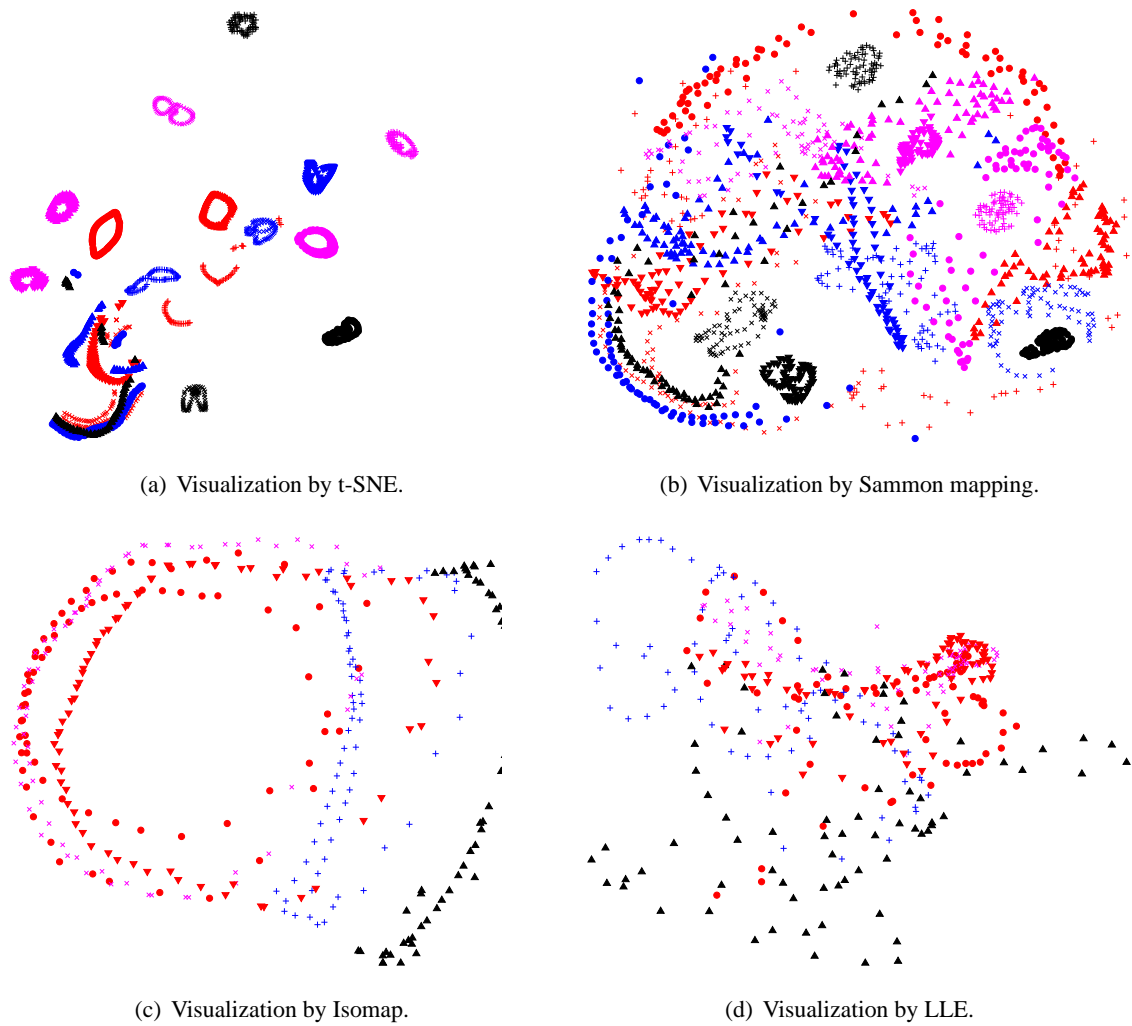 (a) Visualization by t-SNE.
(b) Visualization by Sammon mapping.
(c) Visualization by Isomap.
(d) Visualization by LLE.